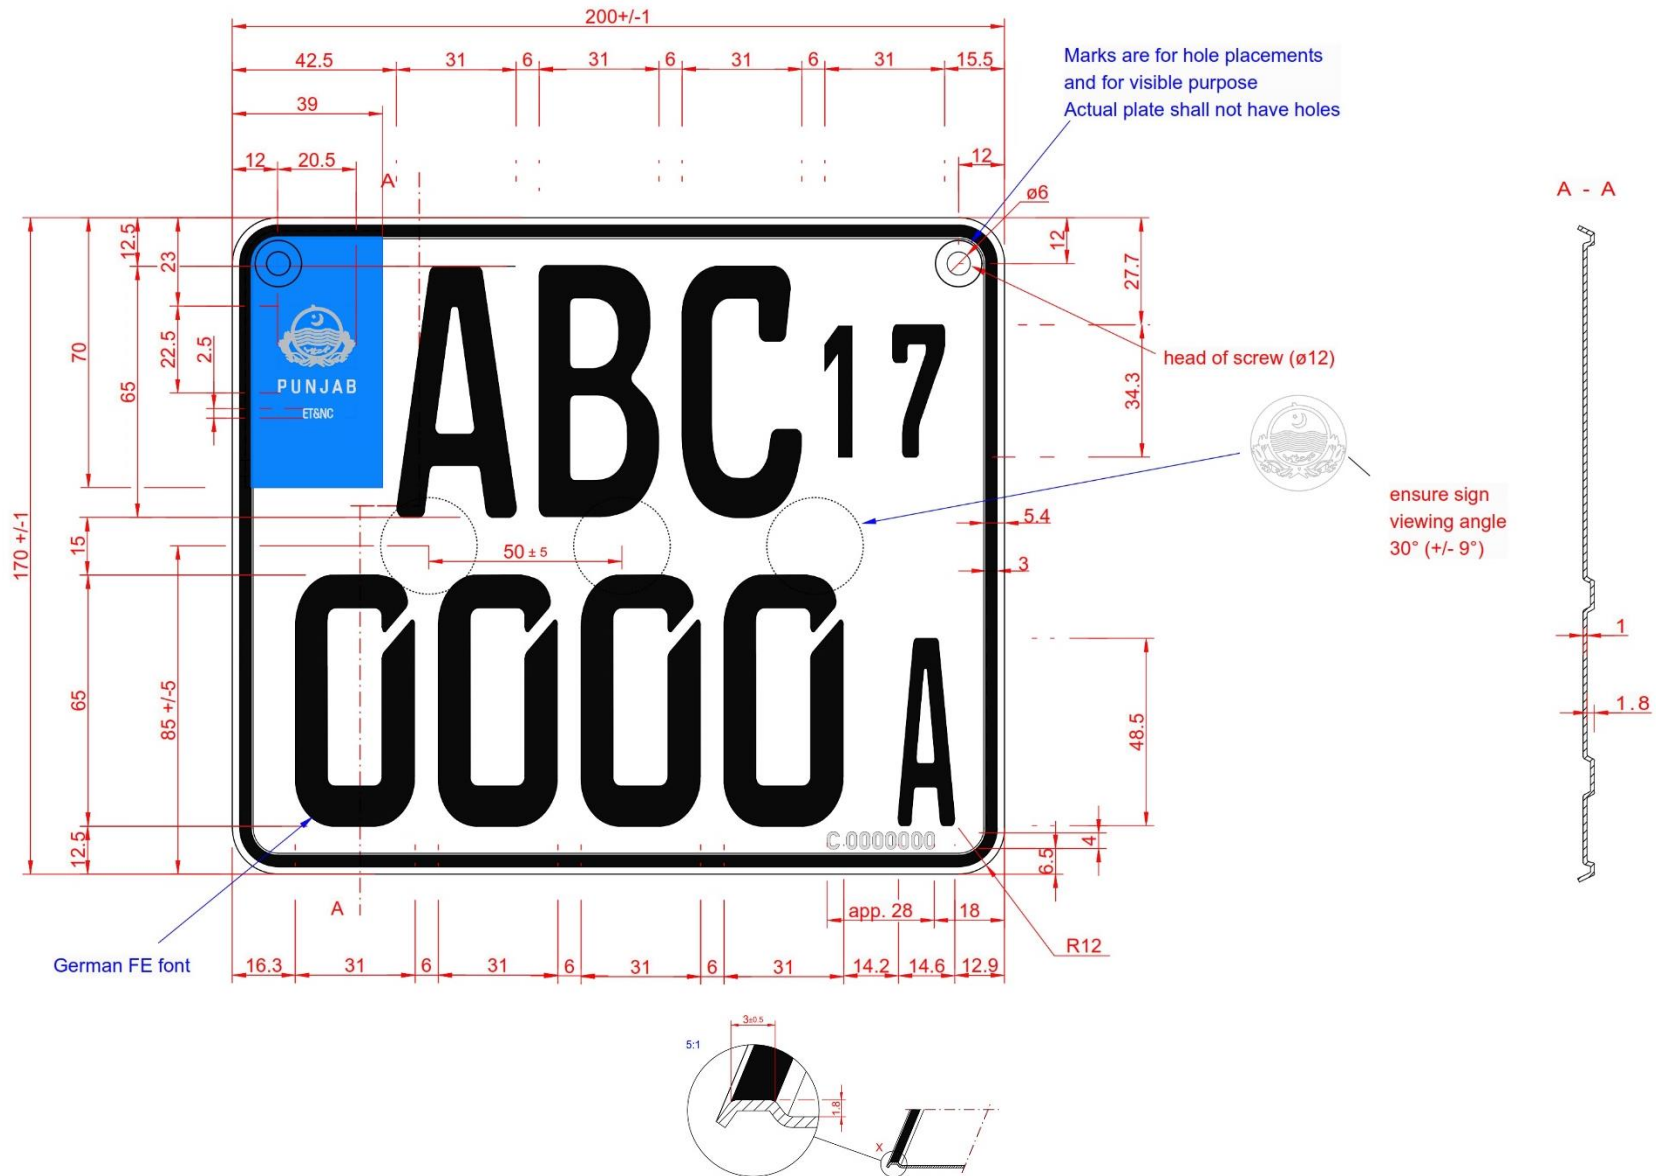 200+/-1
42.5 31 6 31 6 31 6 31 15.5
Marks are for hole placements
and for visible purpose
Actual plate shall not have holes
39
12 20.5
12
A
ø6
A - A
170 +/-1
70
12.5
65
23
22.5
2.5
12
27.7
34.3
ABC 17
PUNJAB
ET&NC
head of screw (ø12)
ensure sign
viewing angle
30° (+/- 9°)
15
50 ± 5
5.4
3
65
85 +/-5
0000 A
48.5
1
1.8
12.5
C.0000000
4
6.5
A
app. 28 18
R12
German FE font
16.3 31 6 31 6 31 6 31 14.2 14.6 12.9
3±0.5
5:1
1.8
X